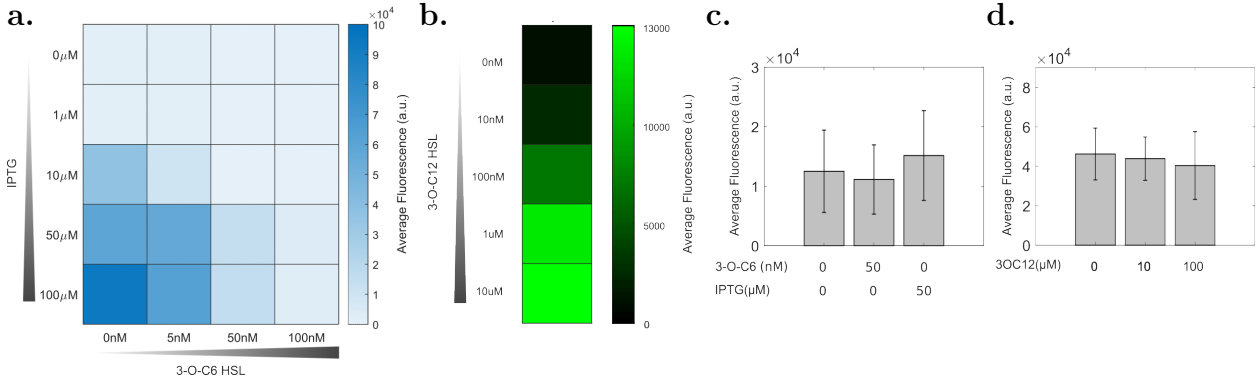 a.
×10⁴
10
9
8
7
6
5
4
3
2
1
0
Average Fluorescence (a.u.)
IPTG
0μM
1μM
10μM
50μM
100μM
0nM 5nM 50nM 100nM
3-O-C6 HSL
b.
3-O-C12 HSL
0nM
10nM
100nM
1uM
10uM
13000
10000
5000
0
Average Fluorescence (a.u.)
c.
×10⁴
Average Fluorescence (a.u.)
3
2
1
0
3-O-C6 (nM) 0 50 0
IPTG(μM) 0 0 50
d.
×10⁴
Average Fluorescence (a.u.)
8
6
4
2
0
3OC12(μM) 0 10 100